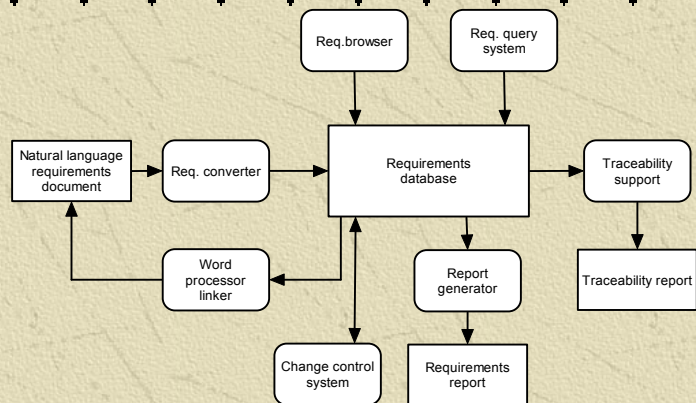 Req.browser
Req. query
system
Natural language
requirements
document
Req. converter
Requirements
database
Traceability
support
Word
processor
linker
Report
generator
Traceability report
Change control
system
Requirements
report